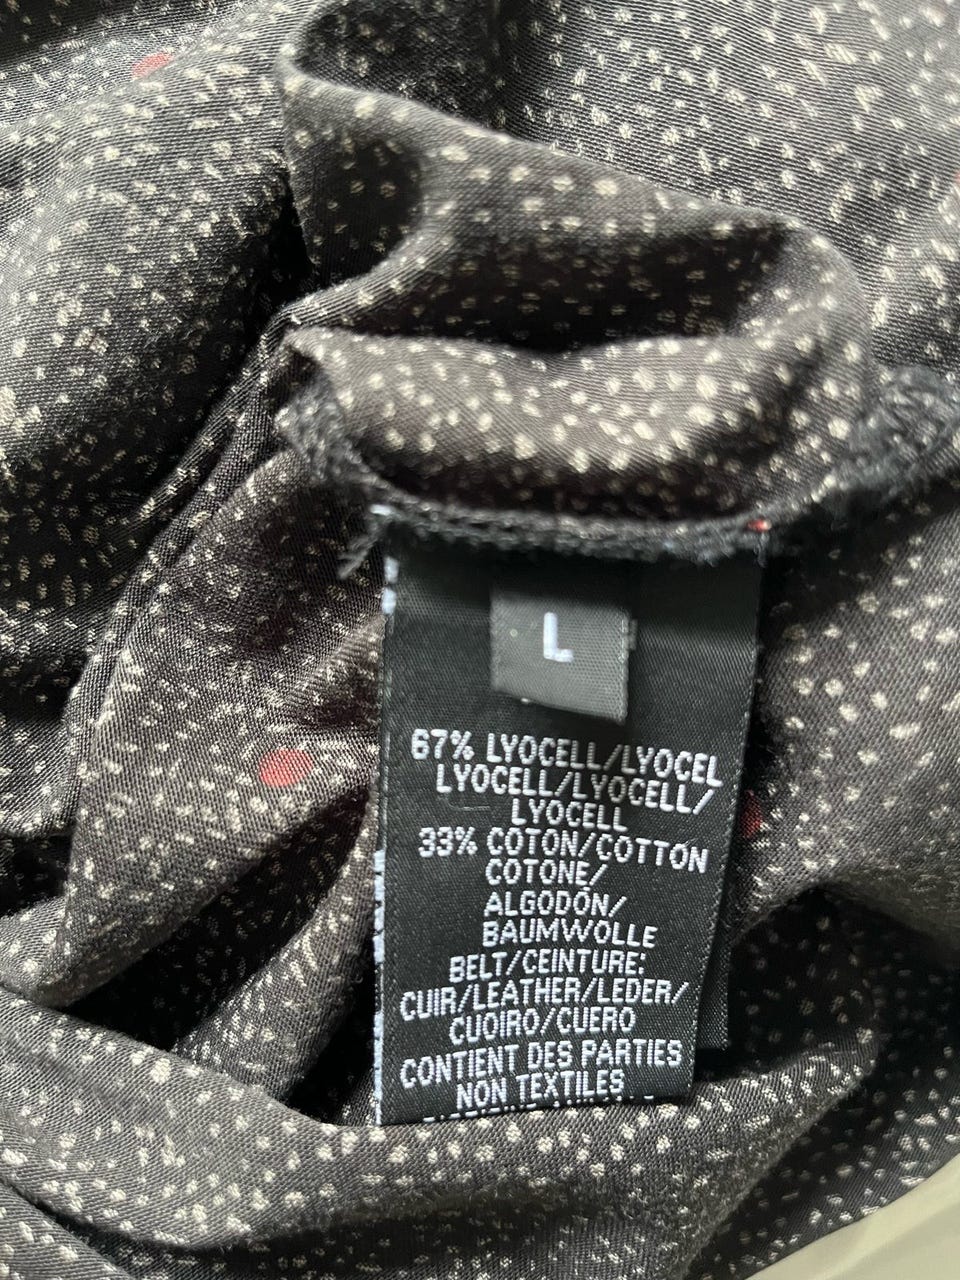 L
67% LYOCELL/LYOCEL
LYOCELL/LYOCELL/
LYOCELL
33% COTON/COTTON
COTONE/
ALGODÓN/
BAUMWOLLE
BELT/CEINTURE:
CUIR/LEATHER/LEDER/
CUOIRO/CUERO
CONTIENT DES PARTIES
NON TEXTILES